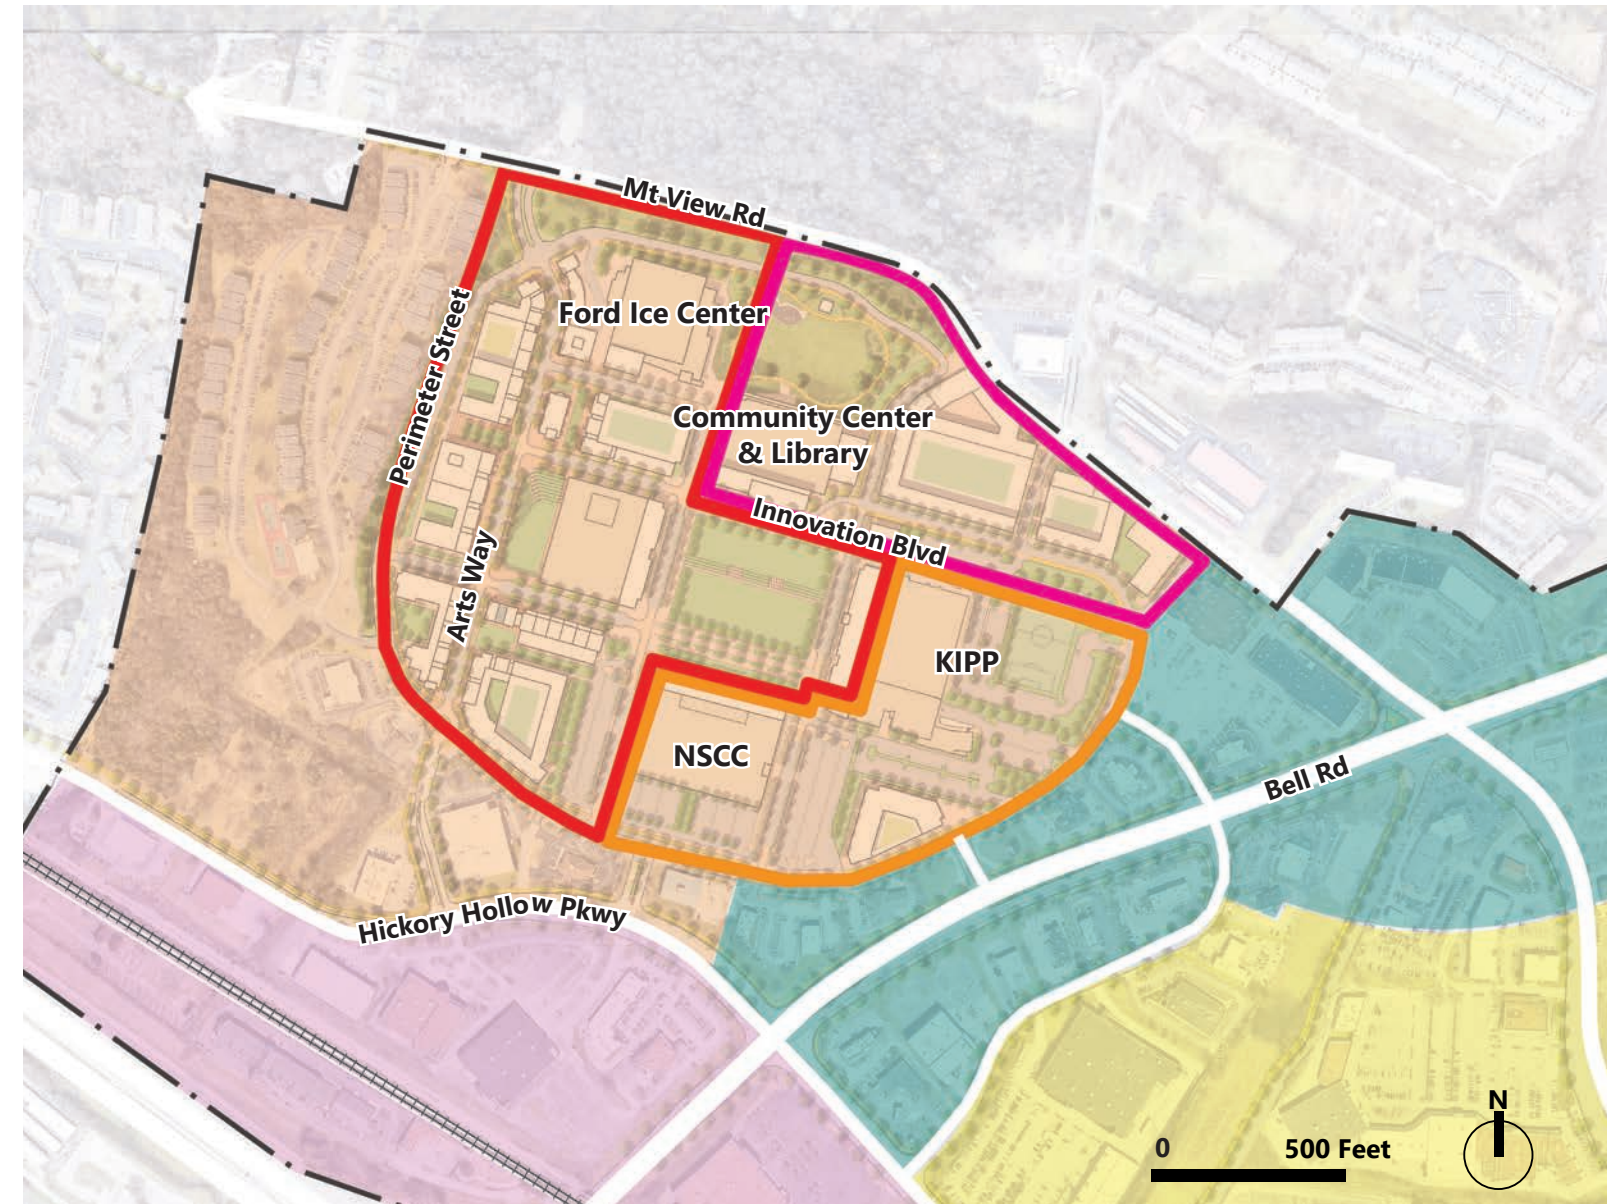 Mt View Rd
Ford Ice Center
Perimeter Street
Community Center
& Library
Innovation Blvd
Arts Way
KIPP
NSCC
Bell Rd
Hickory Hollow Pkwy
N
0 500 Feet